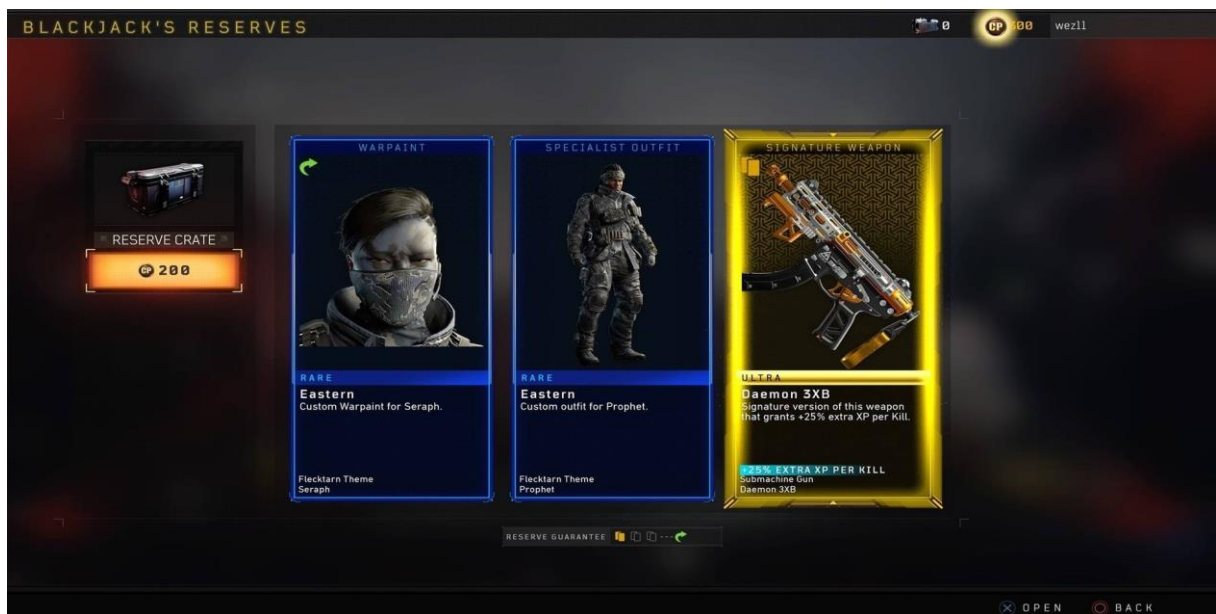 BLACKJACK'S RESERVES
0
CP
wezll
RESERVE CRATE
CP 200
WARPAINT
RARE
Eastern
Custom Warpaint for Seraph.
Flecktarn Theme
Seraph
SPECIALIST OUTFIT
RARE
Eastern
Custom outfit for Prophet.
Flecktarn Theme
Prophet
SIGNATURE WEAPON
ULTRA
Daemon 3XB
Signature version of this weapon
that grants +25% extra XP per Kill.
+25% EXTRA XP PER KILL
Submachine Gun
Daemon 3XB
RESERVE GUARANTEE
OPEN
BACK